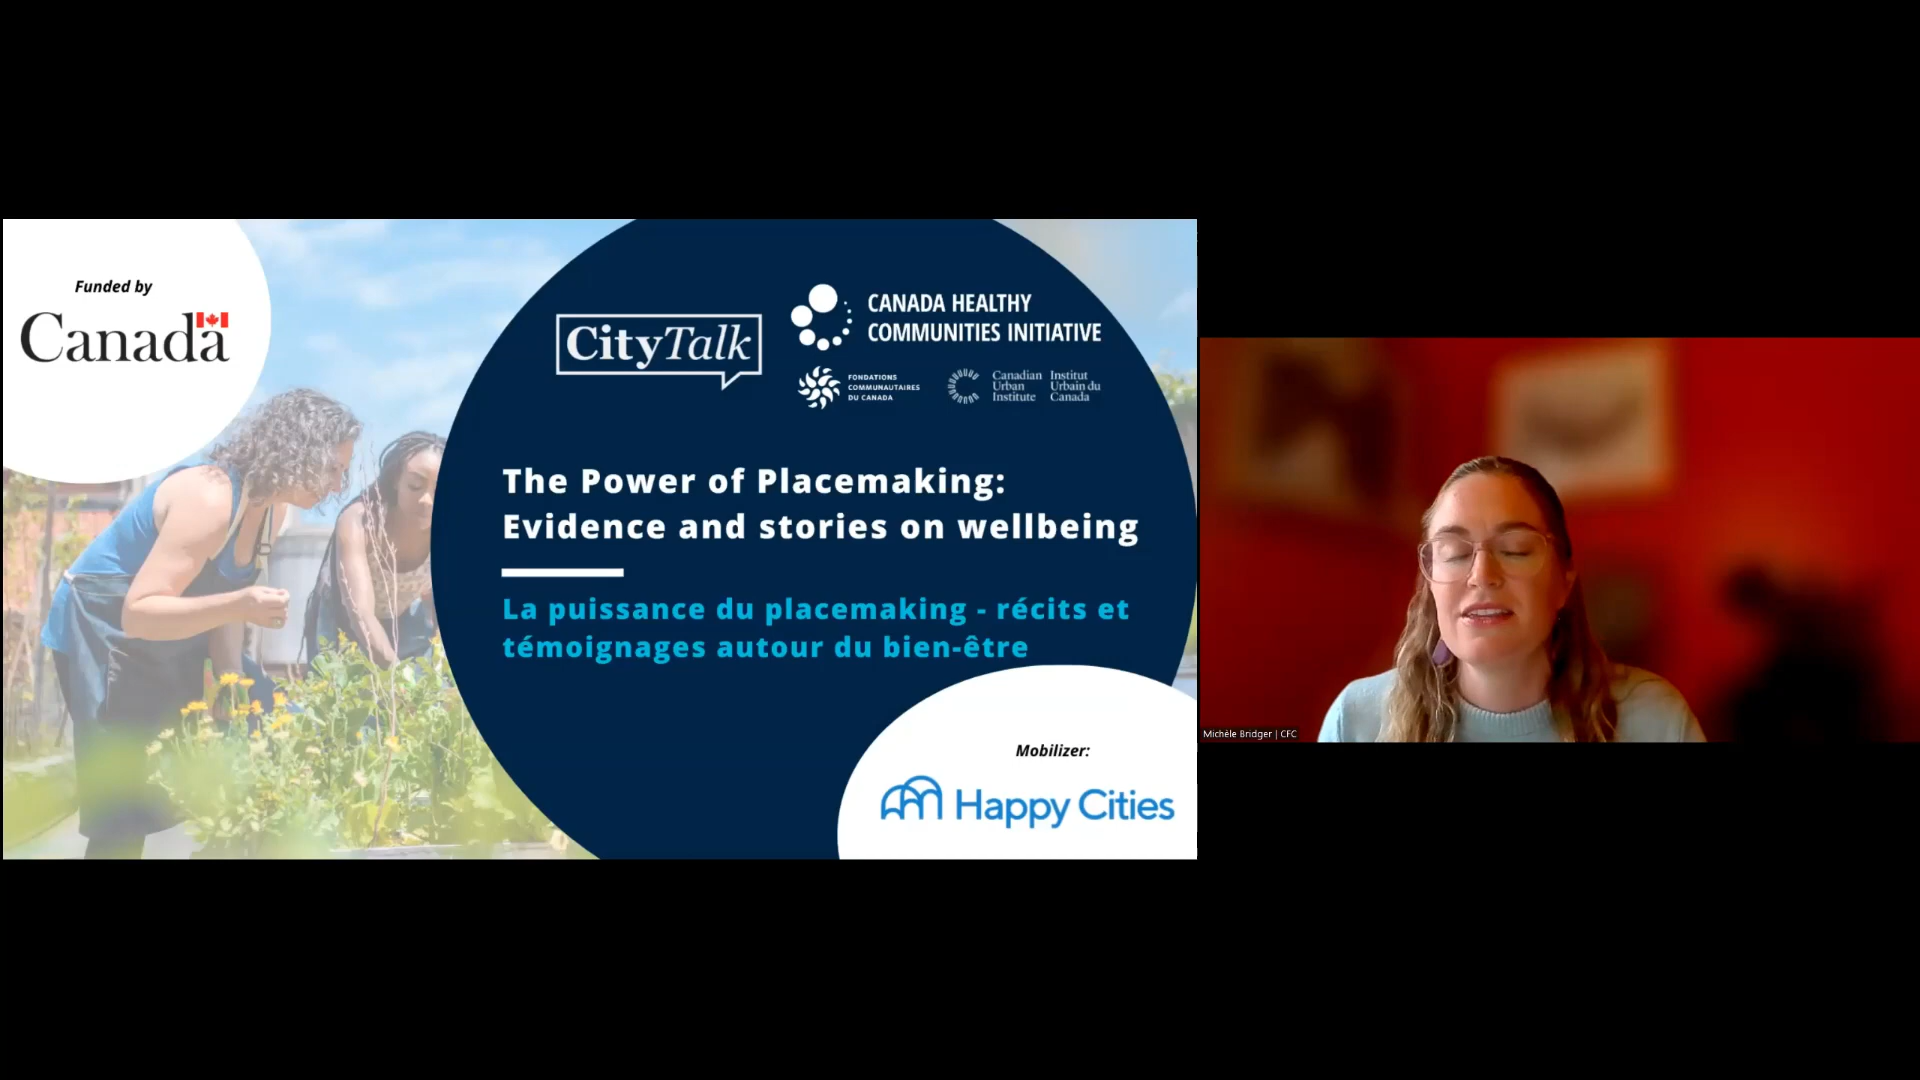 Funded by
Canada
CityTalk
CANADA HEALTHY
COMMUNITIES INITIATIVE
FONDATIONS
COMMUNAUTAIRES
DU CANADA
Canadian
Urban
Institute
Institut
Urbain du
Canada
The Power of Placemaking:
Evidence and stories on wellbeing
La puissance du placemaking - récits et
témoignages autour du bien-être
Mobilizer:
Happy Cities
Michèle Bridger | CFC